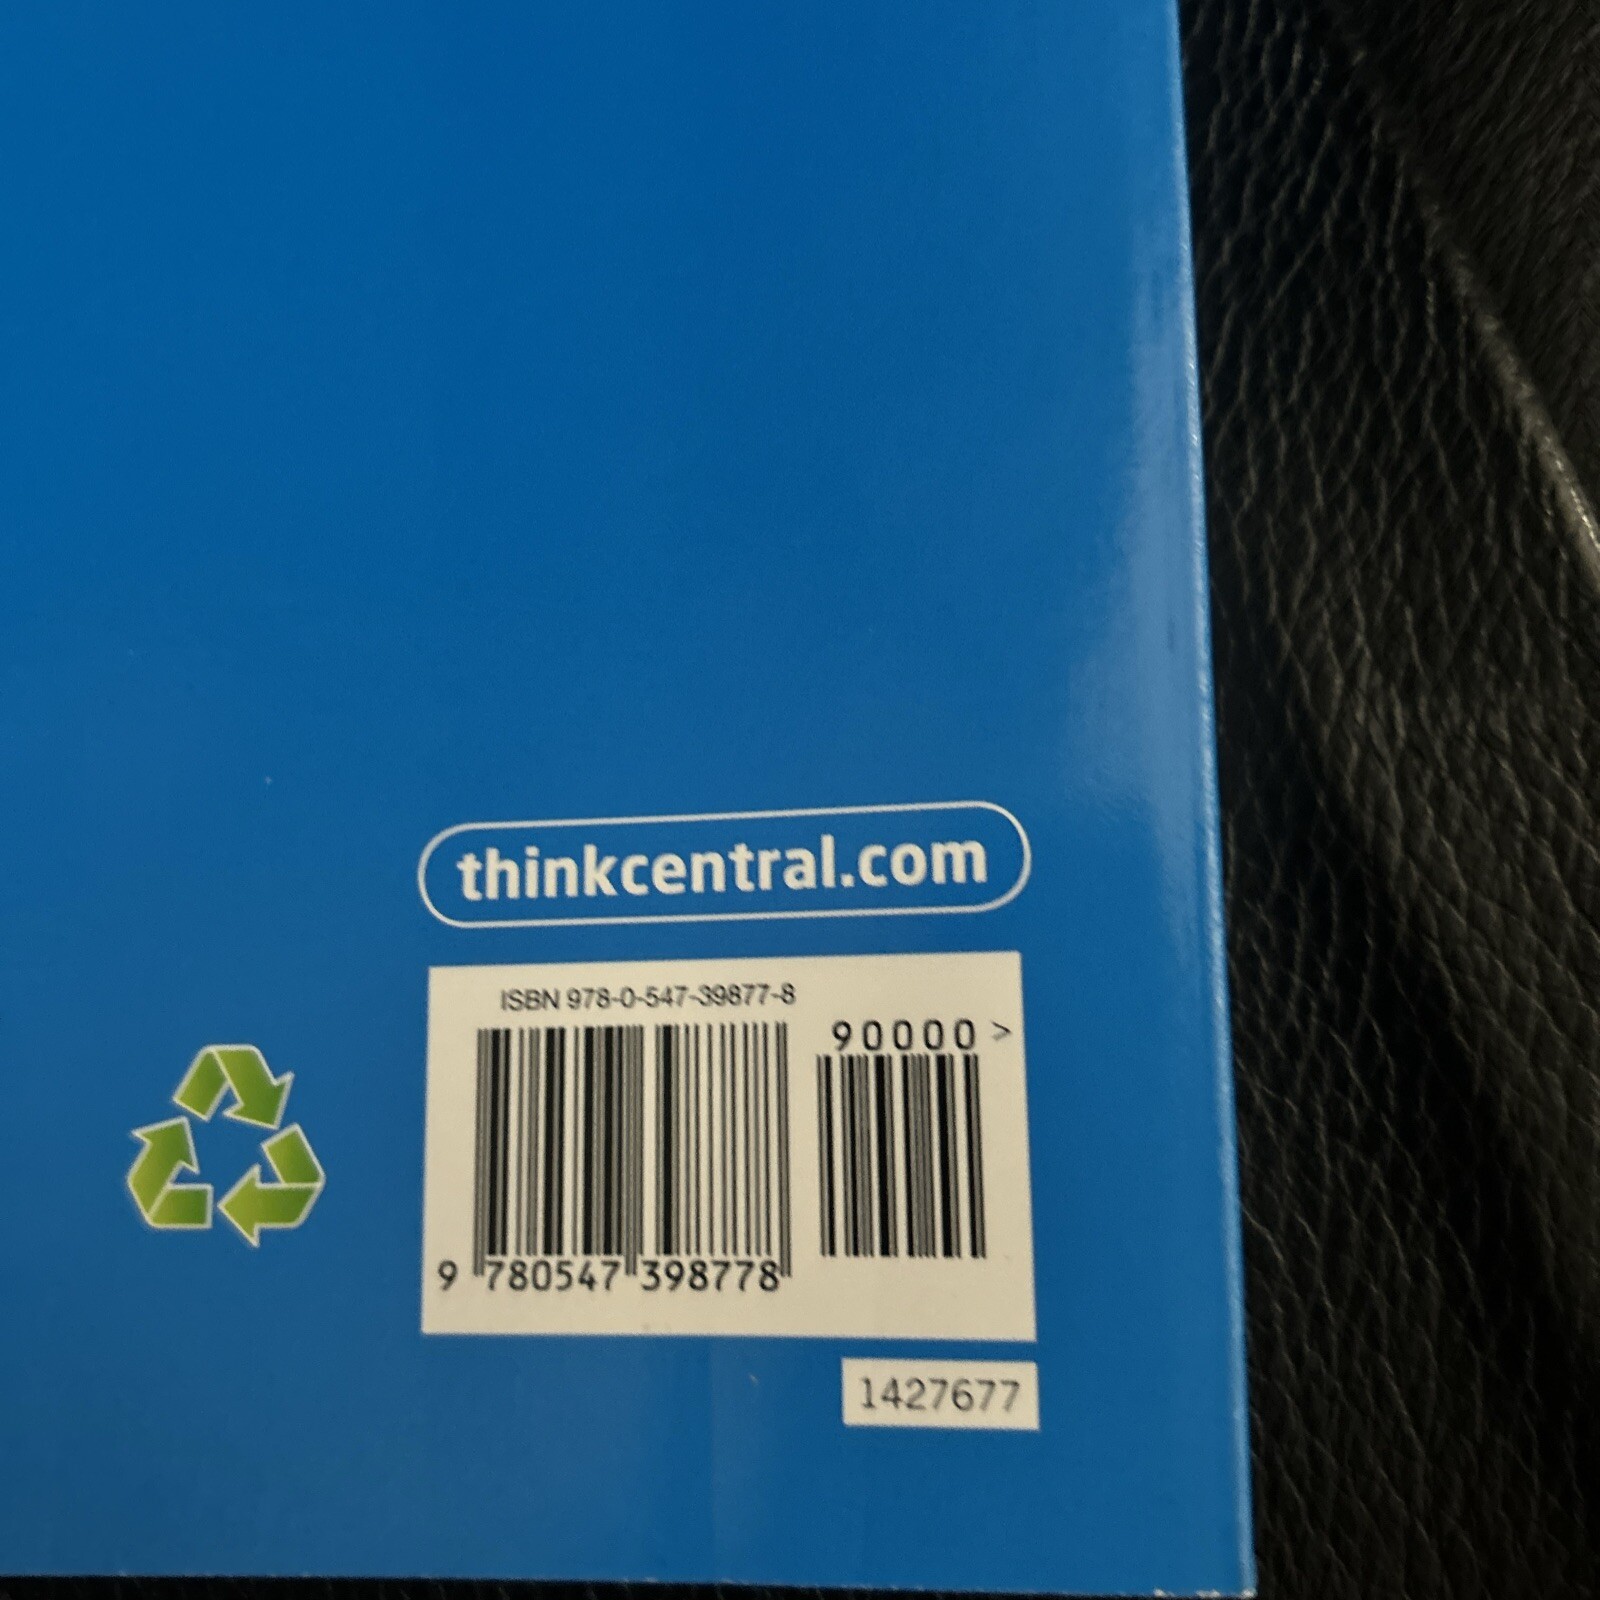 thinkcentral.com
ISBN 978-0-547-39877-8
90000 >
9 780547 398778
1427677